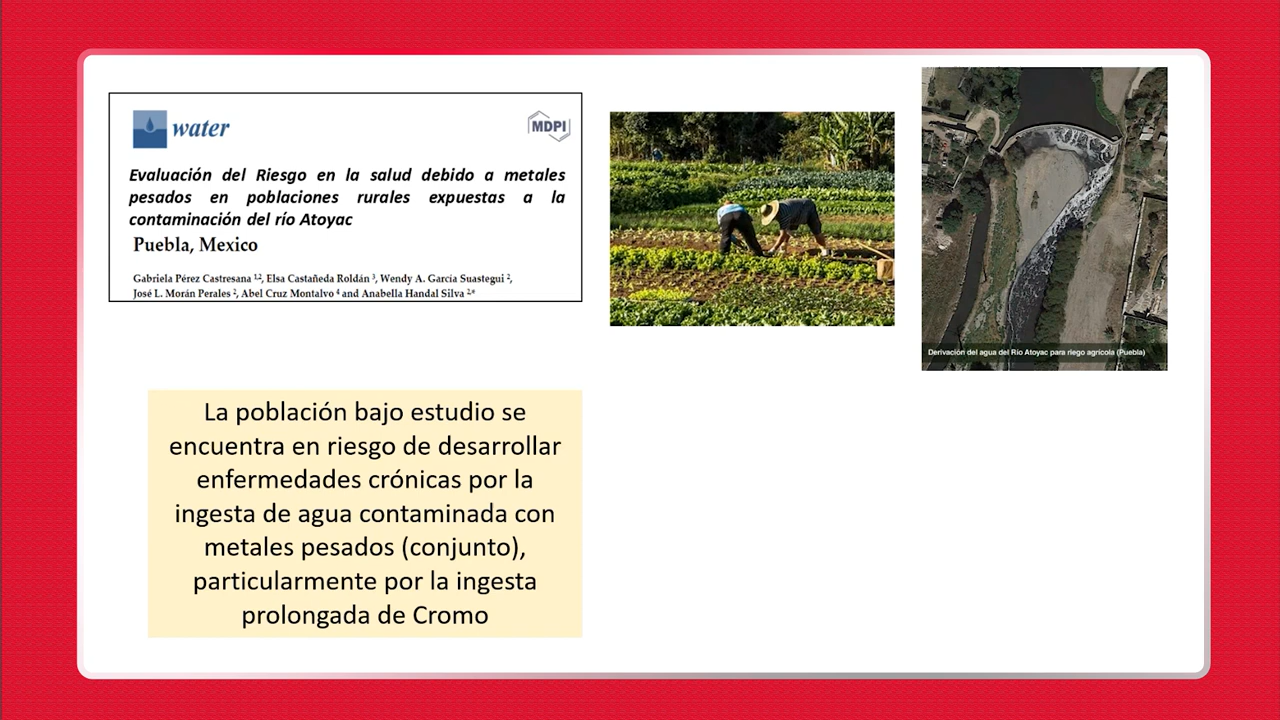 water
MDPI
Evaluación del Riesgo en la salud debido a metales
pesados en poblaciones rurales expuestas a la
contaminación del río Atoyac
Puebla, Mexico
Gabriela Pérez Castresana 1,2, Elsa Castañeda Roldán 3, Wendy A. García Suastegui 2,
José L. Morán Perales 2, Abel Cruz Montalvo 4 and Anabella Handal Silva 2,*
Derivación del agua del Río Atoyac para riego agrícola (Puebla)
La población bajo estudio se
encuentra en riesgo de desarrollar
enfermedades crónicas por la
ingesta de agua contaminada con
metales pesados (conjunto),
particularmente por la ingesta
prolongada de Cromo